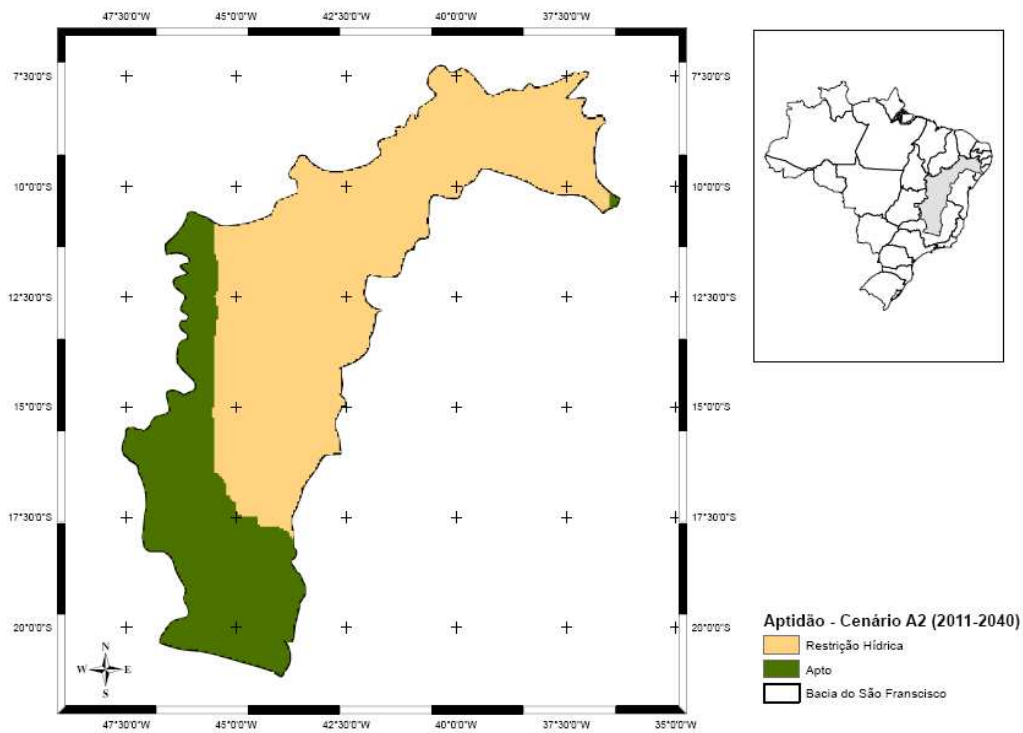 47°30'0"W 45°0'0"W 42°30'0"W 40°0'0"W 37°30'0"W
7°30'0"S 7°30'0"S
10°0'0"S 10°0'0"S
12°30'0"S 12°30'0"S
15°0'0"S 15°0'0"S
17°30'0"S 17°30'0"S
20°0'0"S 20°0'0"S
N
W E
S
47°30'0"W 45°0'0"W 42°30'0"W 40°0'0"W 37°30'0"W 35°0'0"W
Aptidão - Cenário A2 (2011-2040)
Restrição Hídrica
Apto
Bacia do São Franscisco